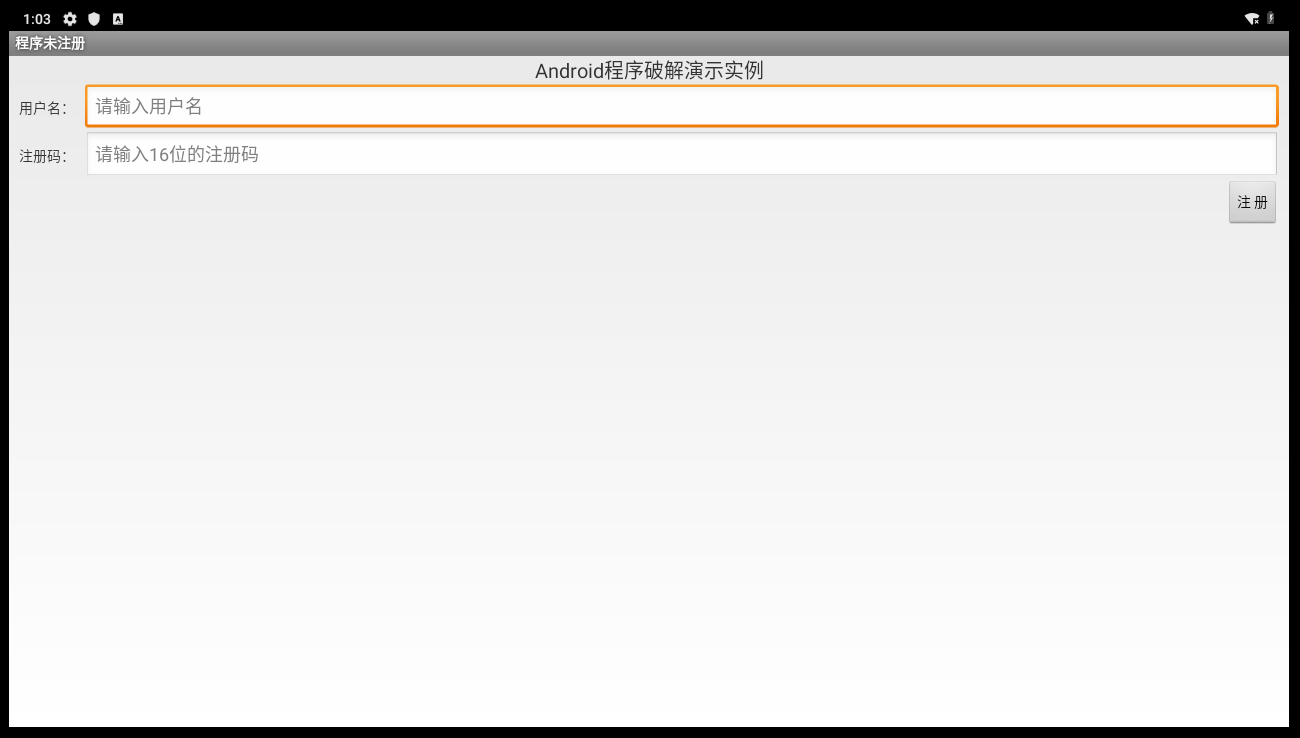 1:03
程序未注册
Android程序破解演示实例
用户名: 请输入用户名
注册码: 请输入16位的注册码
注 册